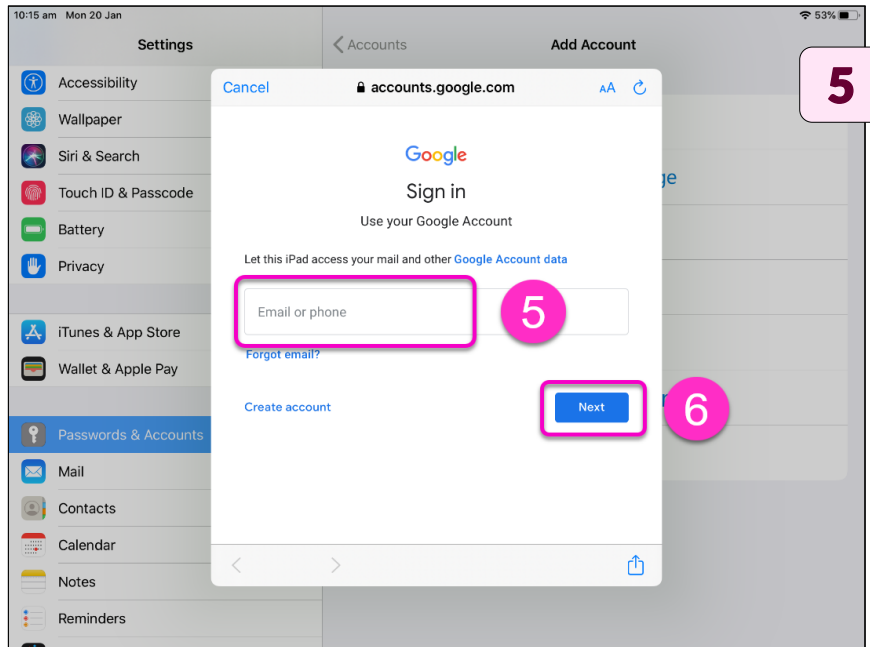 10:15 am Mon 20 Jan
53%
Settings
Accounts
Add Account
5
Accessibility
Wallpaper
Siri & Search
Touch ID & Passcode
Battery
Privacy
iTunes & App Store
Wallet & Apple Pay
Passwords & Accounts
Mail
Contacts
Calendar
Notes
Reminders
Cancel
accounts.google.com
AA
Google
Sign in
Use your Google Account
Let this iPad access your mail and other Google Account data
Email or phone
5
Forgot email?
Create account
Next
6
ge